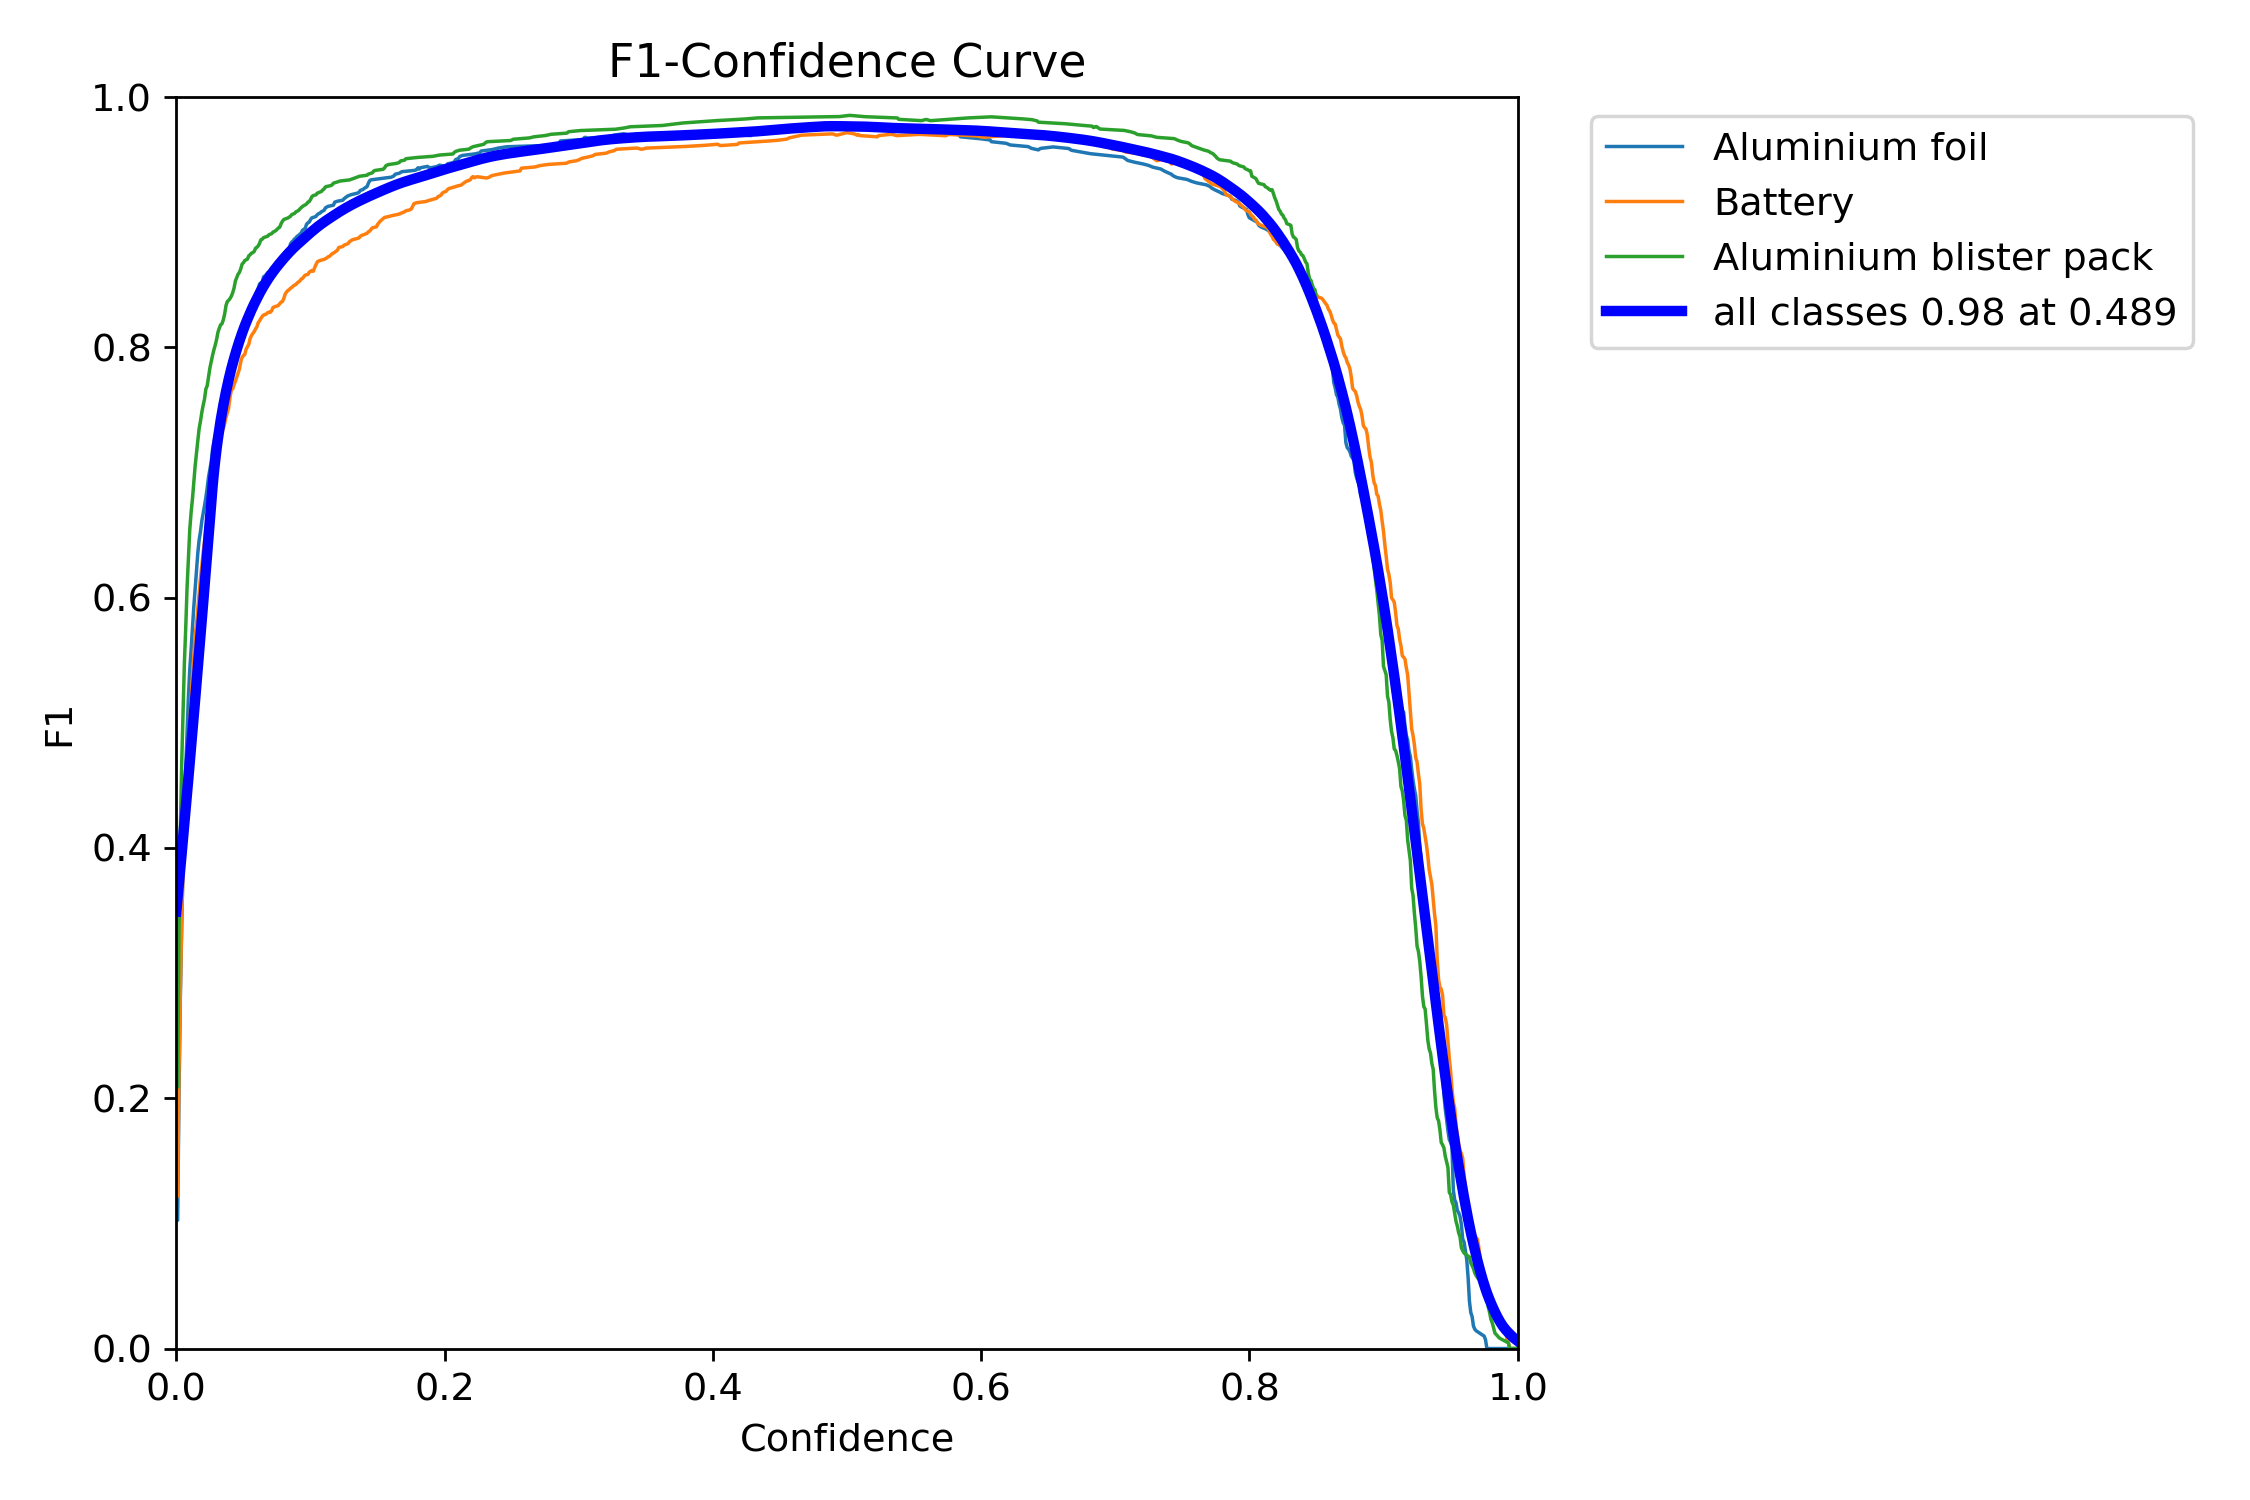 F1-Confidence Curve
1.0
0.8
0.6
0.4
0.2
0.0
F1
0.0 0.2 0.4 0.6 0.8 1.0
Confidence
Aluminium foil
Battery
Aluminium blister pack
all classes 0.98 at 0.489